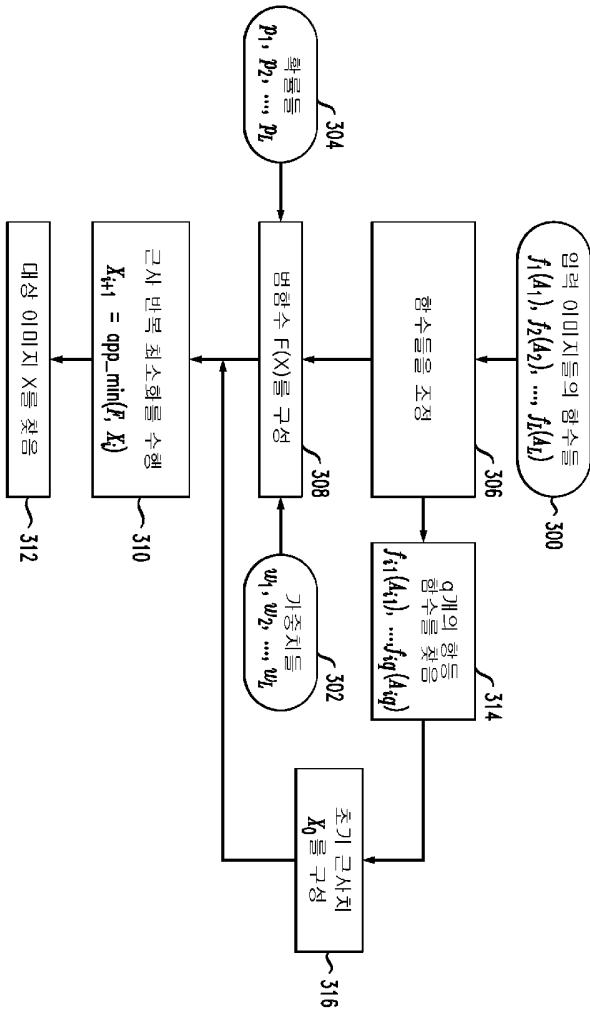 입력 이미지들의 함수들
f₁(A₁), f₂(A₂), ..., f_L(A_L)
300
함수들을 조정
306
q개의 항등
함수를 찾음
f_i1(A_i1), ...,f_iq(A_iq)
314
확률들
p₁, p₂, ..., p_L
304
범함수 F(X)를 구성
308
가중치들
w₁, w₂, ..., w_L
302
초기 근사치
X₀를 구성
316
근사 반복 최소화를 수행
X_i+1 = app_min(F, X_i)
310
대상 이미지 X를 찾음
312